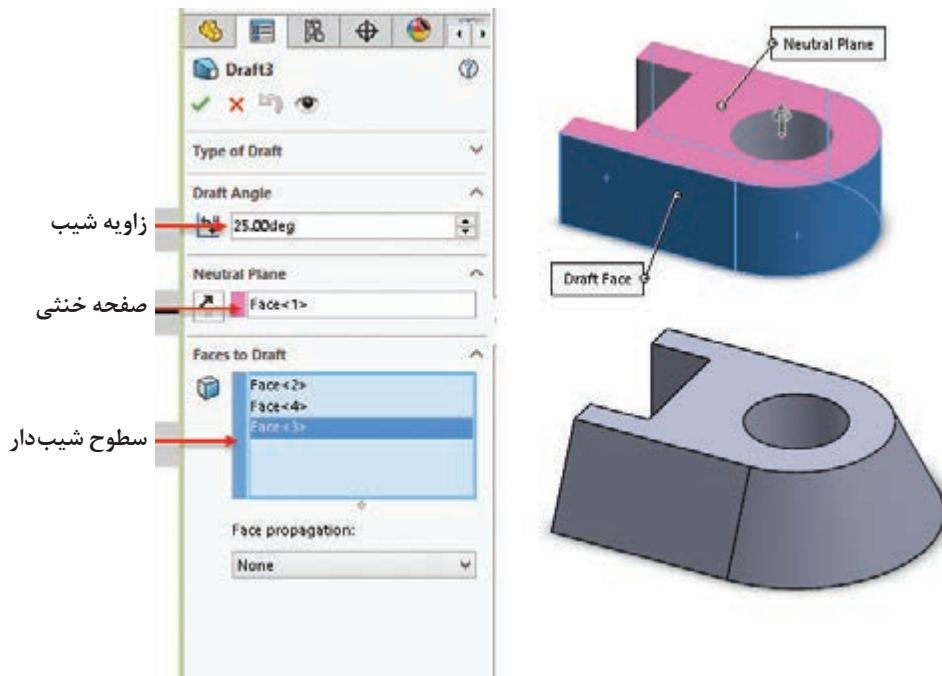 Draft3
Type of Draft
Draft Angle
زاویه شیب
25.00deg
Neutral Plane
صفحه خنثی
Face<1>
Faces to Draft
سطوح شیب‌دار
Face<2>
Face<4>
Face<3>
Face propagation:
None
Neutral Plane
Draft Face